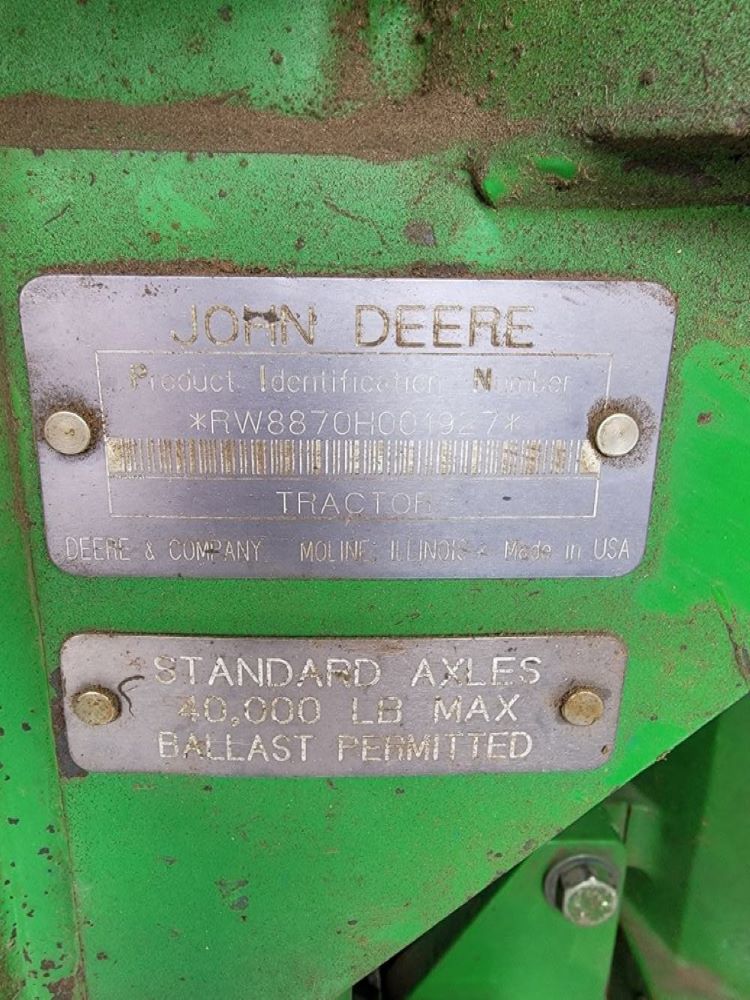 JOHN DEERE
Product Identification Number
*RW8870H001927*
TRACTOR
DEERE & COMPANY MOLINE, ILLINOIS Made in USA
STANDARD AXLES
40,000 LB MAX
BALLAST PERMITTED